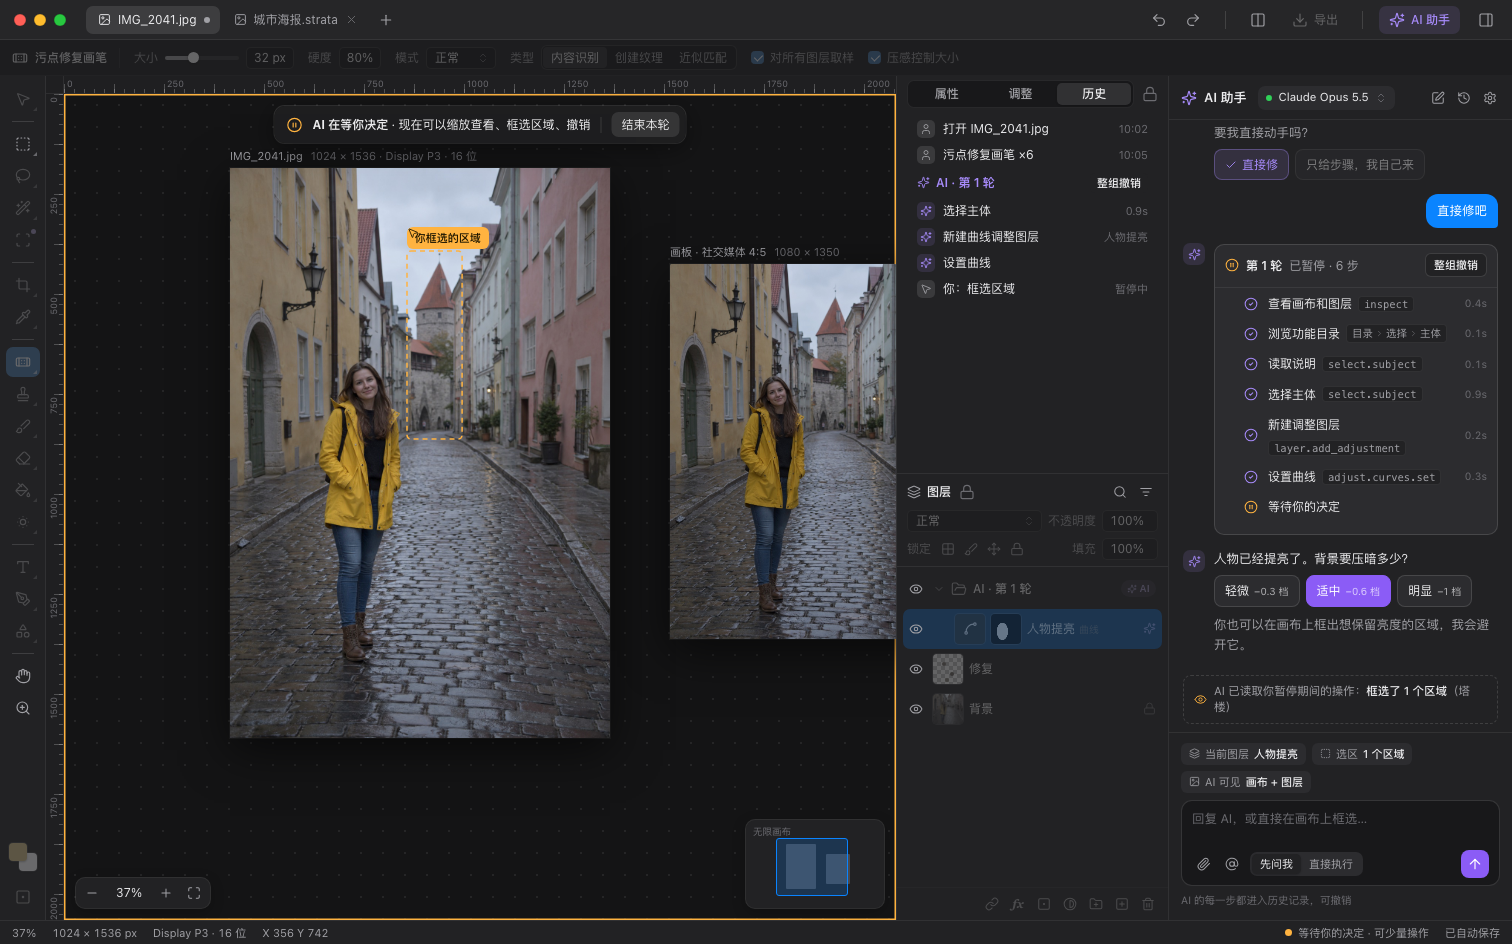 IMG_2041.jpg
城市海报.strata
导出
AI 助手
污点修复画笔
大小
32 px
硬度
80%
模式
正常
类型
内容识别
创建纹理
近似匹配
对所有图层取样
压感控制大小
0
250
500
750
1000
1250
1500
1750
2000
0
250
500
750
1000
1250
1500
1750
2000
AI 在等你决定 · 现在可以缩放查看、框选区域、撤销
结束本轮
IMG_2041.jpg 1024 × 1536 · Display P3 · 16 位
你框选的区域
画板 · 社交媒体 4:5 1080 × 1350
无限画布
37%
属性
调整
历史
打开 IMG_2041.jpg 10:02
污点修复画笔 ×6 10:05
AI · 第 1 轮 整组撤销
选择主体 0.9s
新建曲线调整图层 人物提亮
设置曲线
你：框选区域 暂停中
图层
正常 不透明度 100%
锁定 填充 100%
AI · 第 1 轮 AI
人物提亮 曲线
修复
背景
fx
AI 助手
Claude Opus 5.5
要我直接动手吗?
直接修
只给步骤，我自己来
直接修吧
第 1 轮 已暂停 · 6 步 整组撤销
查看画布和图层 inspect 0.4s
浏览功能目录 目录 › 选择 › 主体 0.1s
读取说明 select.subject 0.1s
选择主体 select.subject 0.9s
新建调整图层
layer.add_adjustment 0.2s
设置曲线 adjust.curves.set 0.3s
等待你的决定
人物已经提亮了。背景要压暗多少?
轻微 −0.3 档
适中 −0.6 档
明显 −1 档
你也可以在画布上框出想保留亮度的区域，我会避
开它。
AI 已读取你暂停期间的操作：框选了 1 个区域（塔
楼）
当前图层 人物提亮
选区 1 个区域
AI 可见 画布 + 图层
回复 AI，或直接在画布上框选…
先问我
直接执行
AI 的每一步都进入历史记录，可撤销
37%
1024 × 1536 px
Display P3 · 16 位
X 356 Y 742
等待你的决定 · 可少量操作
已自动保存